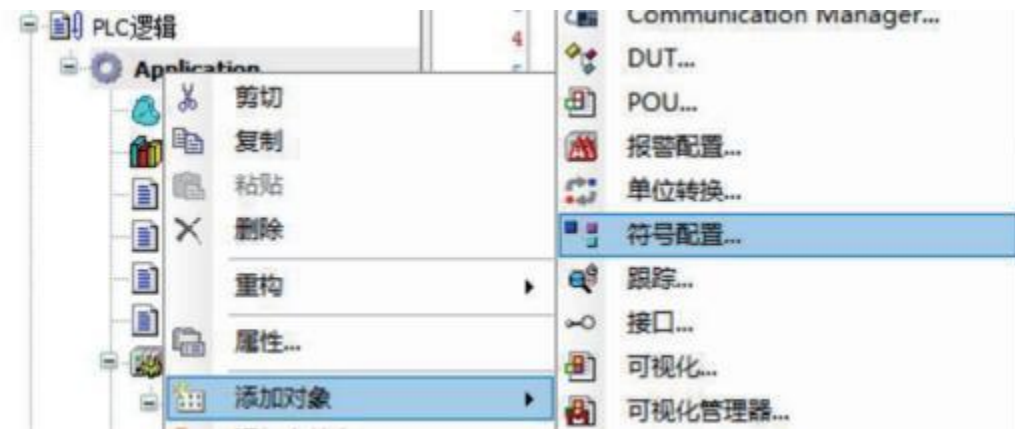 PLC逻辑
Application
剪切
复制
粘贴
删除
重构
属性...
添加对象
4
Communication Manager...
DUT...
POU...
报警配置...
单位转换...
符号配置...
跟踪...
接口...
可视化...
可视化管理器...